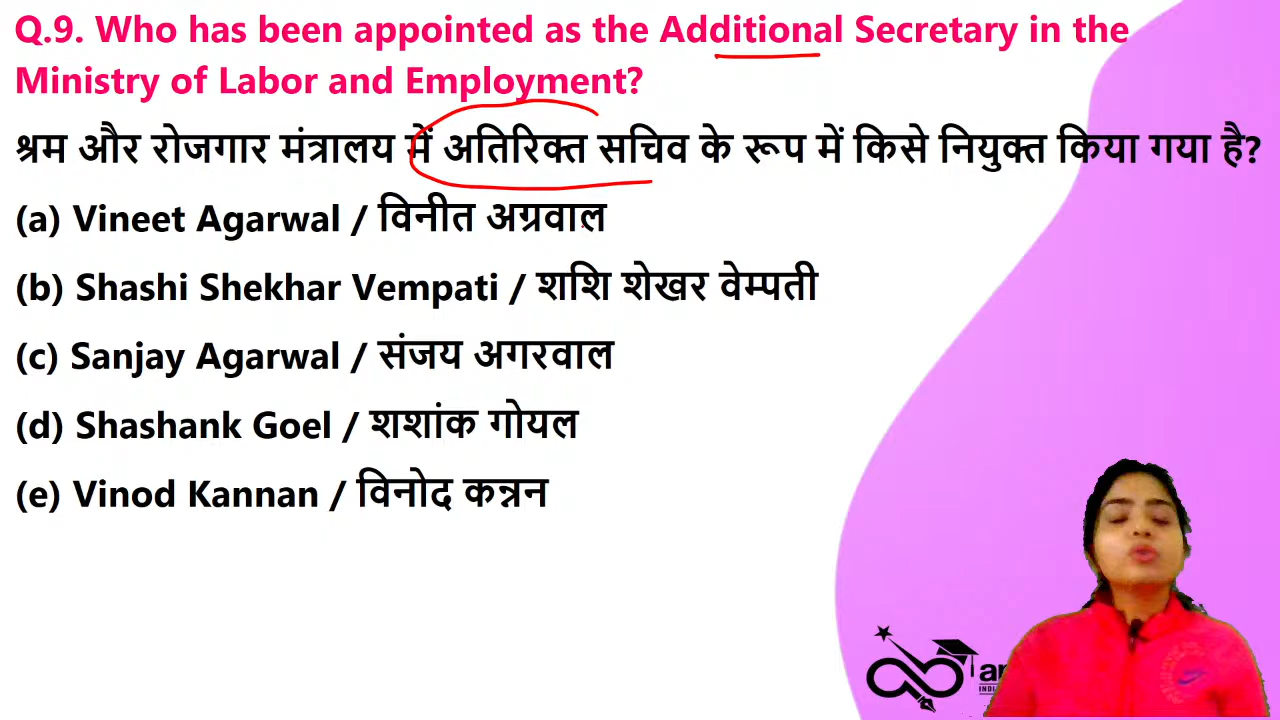 Q.9. Who has been appointed as the Additional Secretary in the
Ministry of Labor and Employment?
श्रम और रोजगार मंत्रालय में अतिरिक्त सचिव के रूप में किसे नियुक्त किया गया है?
(a) Vineet Agarwal / विनीत अग्रवाल
(b) Shashi Shekhar Vempati / शशि शेखर वेम्पती
(c) Sanjay Agarwal / संजय अगरवाल
(d) Shashank Goel / शशांक गोयल
(e) Vinod Kannan / विनोद कन्नन